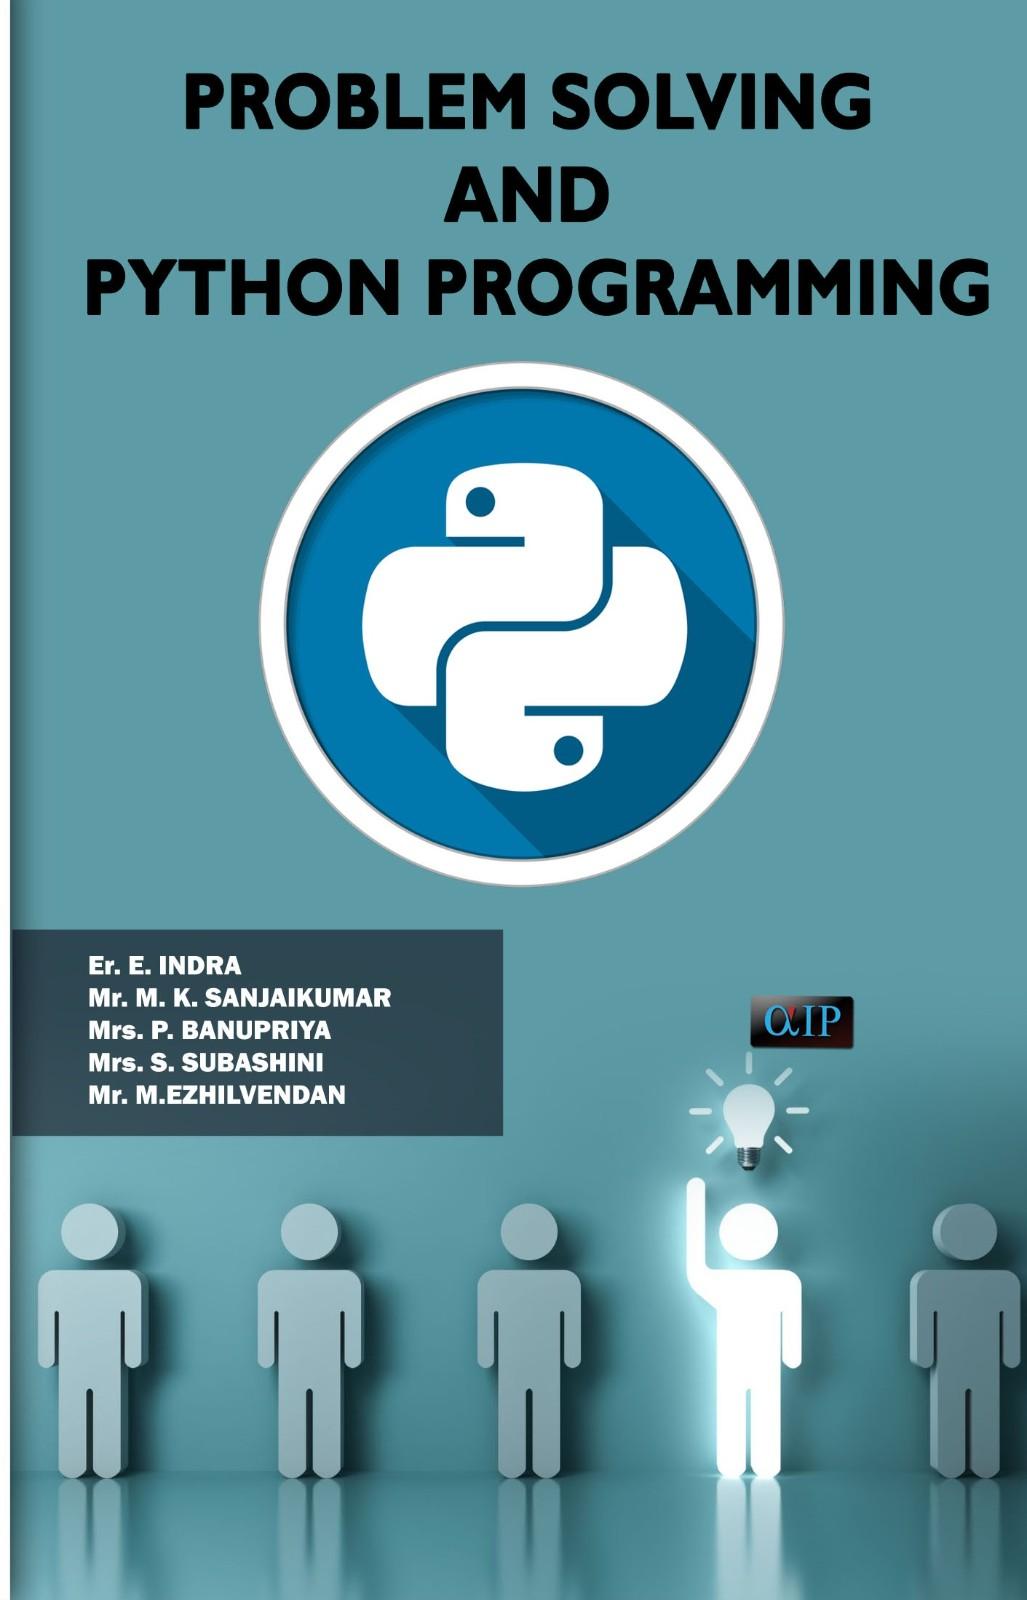 PROBLEM SOLVING
AND
PYTHON PROGRAMMING
Er. E. INDRA
Mr. M. K. SANJAIKUMAR
Mrs. P. BANUPRIYA
Mrs. S. SUBASHINI
Mr. M.EZHILVENDAN
αIP